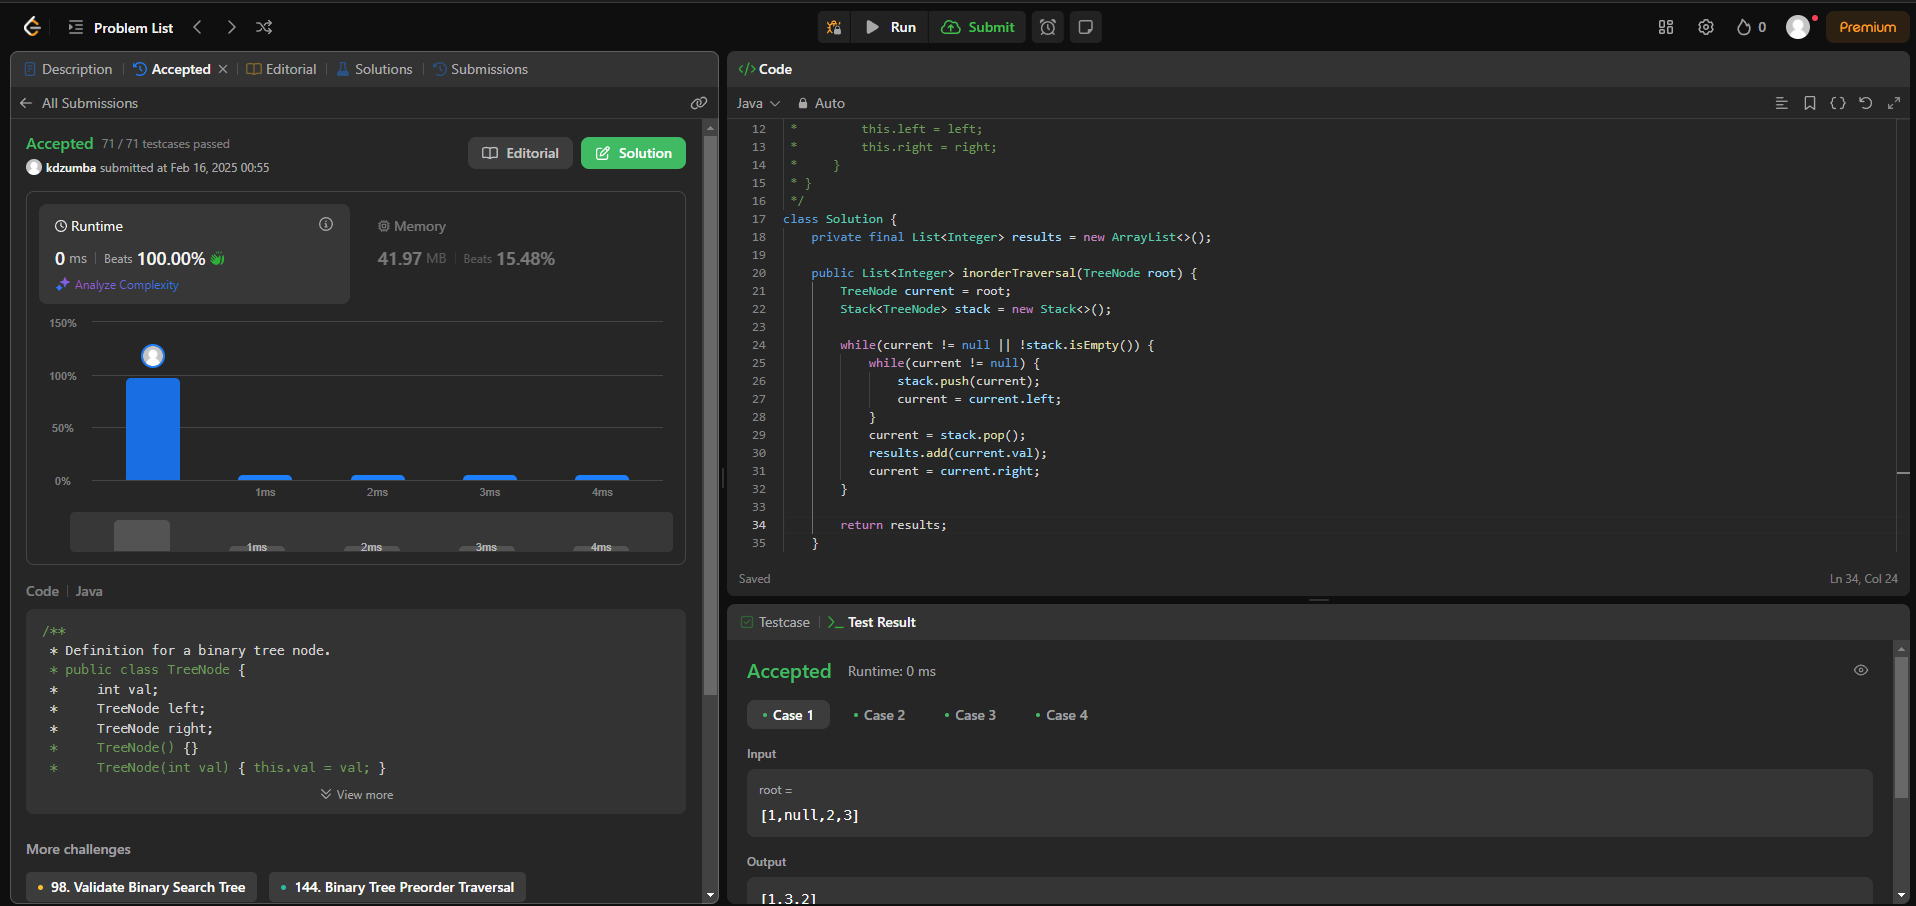 Problem List
Run
Submit
0
Premium
Description
Accepted
Editorial
Solutions
Submissions
All Submissions
Accepted 71 / 71 testcases passed
kdzumba submitted at Feb 16, 2025 00:55
Editorial
Solution
Runtime
0 ms | Beats 100.00%
Analyze Complexity
Memory
41.97 MB | Beats 15.48%
150%
100%
50%
0%
1ms
2ms
3ms
4ms
1ms
2ms
3ms
4ms
Code | Java
/**
 * Definition for a binary tree node.
 * public class TreeNode {
 *     int val;
 *     TreeNode left;
 *     TreeNode right;
 *     TreeNode() {}
 *     TreeNode(int val) { this.val = val; }
View more
More challenges
98. Validate Binary Search Tree
144. Binary Tree Preorder Traversal
</> Code
Java
Auto
12  *         this.left = left;
13  *         this.right = right;
14  *     }
15  * }
16  */
17 class Solution {
18     private final List<Integer> results = new ArrayList<>();
19
20     public List<Integer> inorderTraversal(TreeNode root) {
21         TreeNode current = root;
22         Stack<TreeNode> stack = new Stack<>();
23
24         while(current != null || !stack.isEmpty()) {
25             while(current != null) {
26                 stack.push(current);
27                 current = current.left;
28             }
29             current = stack.pop();
30             results.add(current.val);
31             current = current.right;
32         }
33
34         return results;
35     }
Saved
Ln 34, Col 24
Testcase
Test Result
Accepted Runtime: 0 ms
Case 1
Case 2
Case 3
Case 4
Input
root =
[1,null,2,3]
Output
[1,3,2]